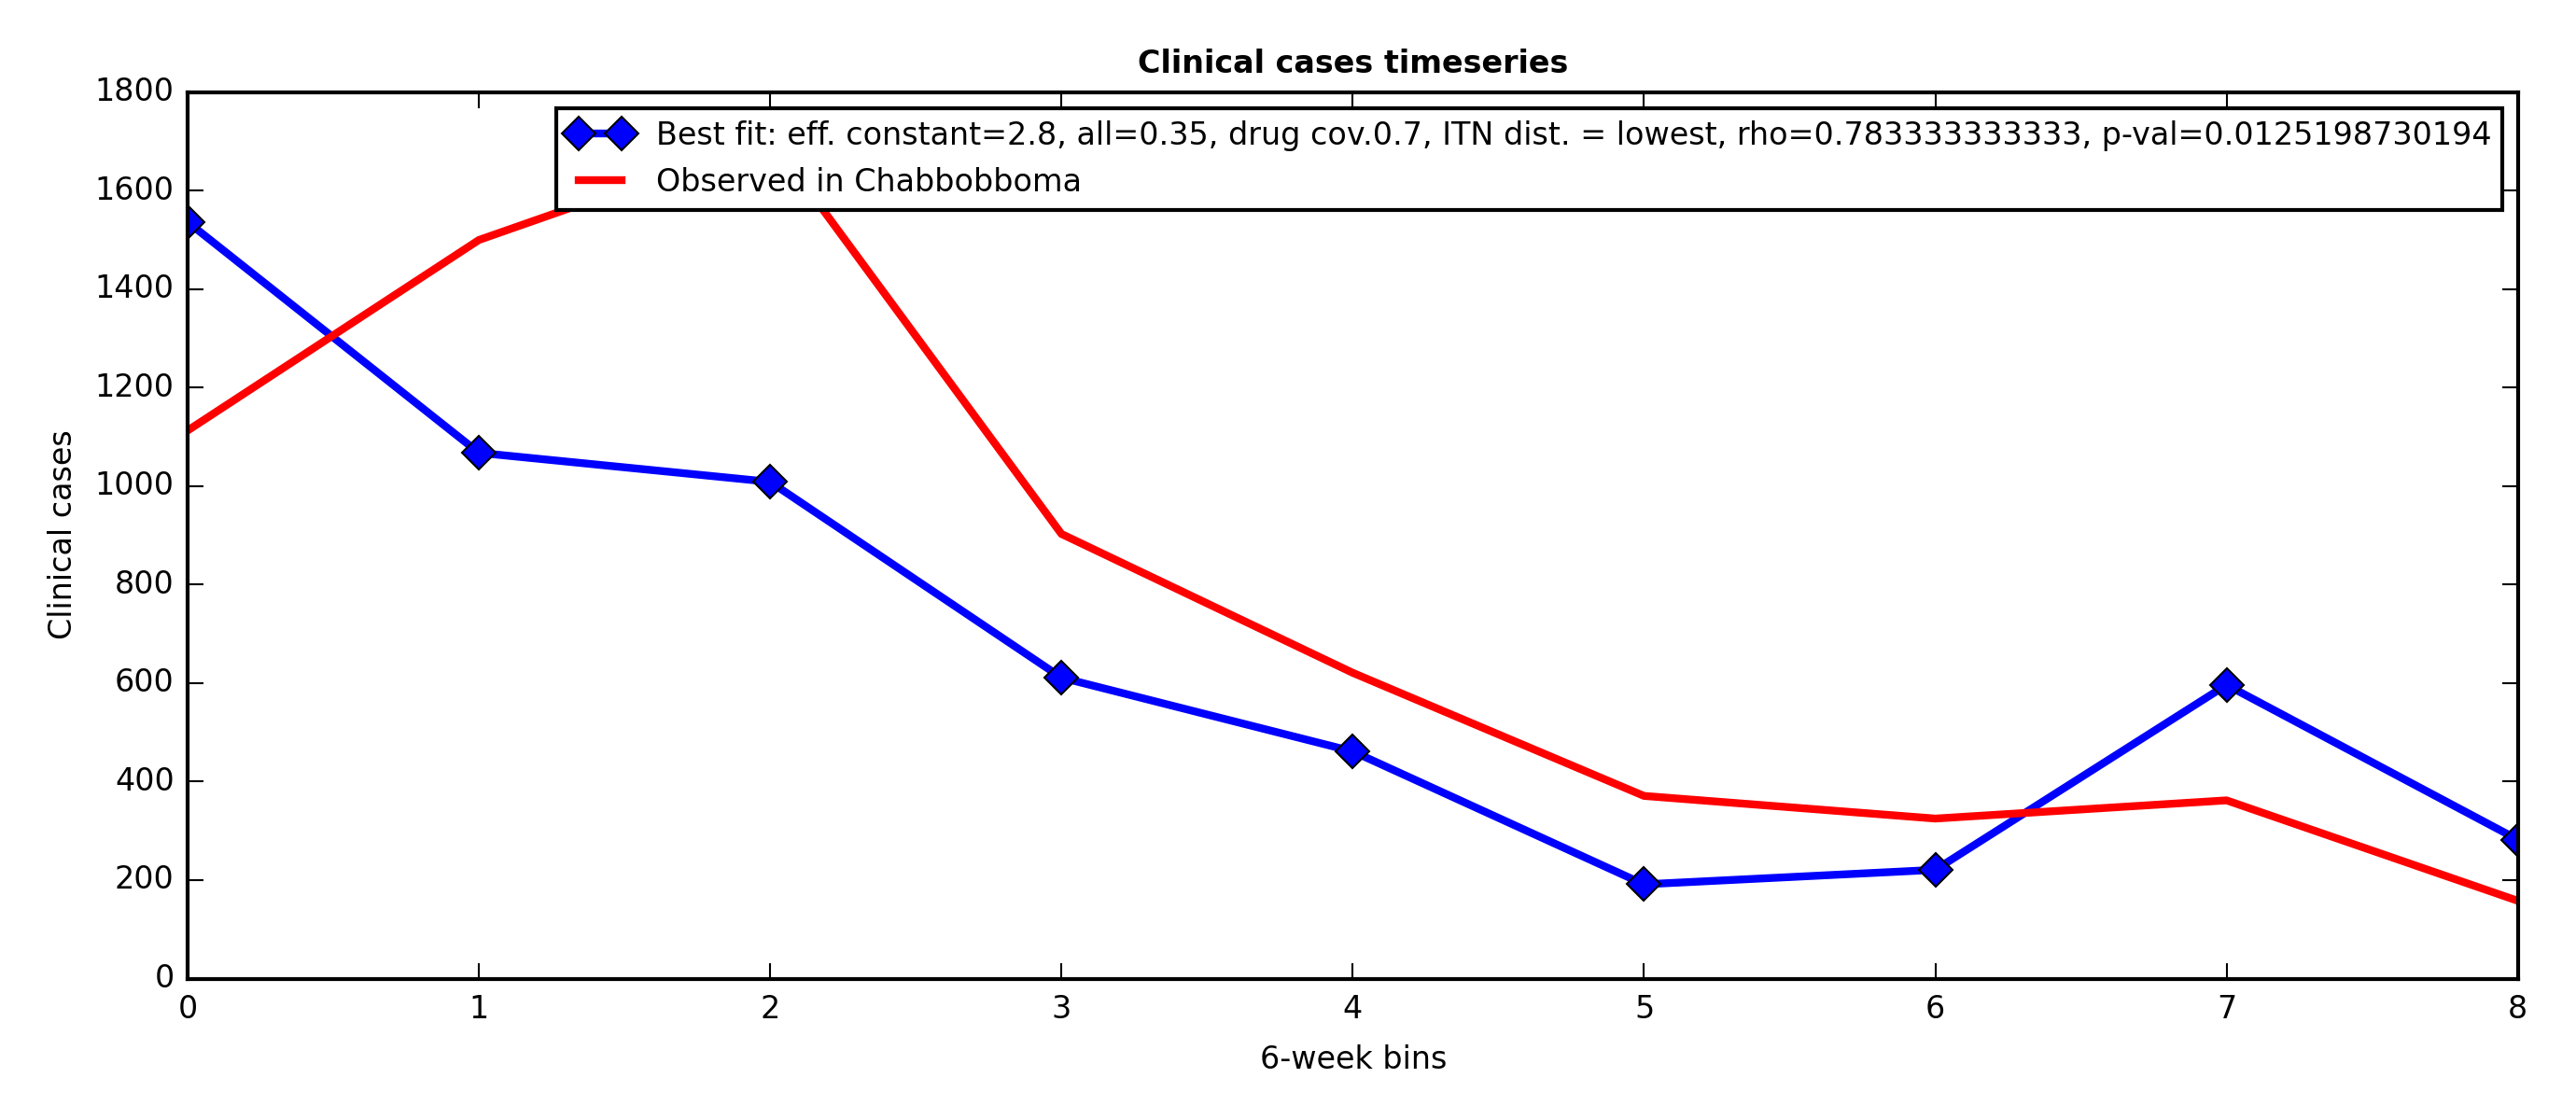 Clinical cases timeseries
1800
1600
1400
1200
1000
800
600
400
200
0
Clinical cases
Best fit: eff. constant=2.8, all=0.35, drug cov.0.7, ITN dist. = lowest, rho=0.783333333333, p-val=0.0125198730194
Observed in Chabbobboma
0 1 2 3 4 5 6 7 8
6-week bins